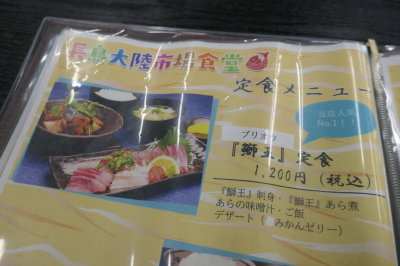 長島大陸市場食堂
定食メニュー
当店人気
No.1!!
ブリオウ
『鰤王』定食
1,200円(税込)
『鰤王』刺身・『鰤王』あら煮
あらの味噌汁・ご飯
デザート(みかんゼリー)